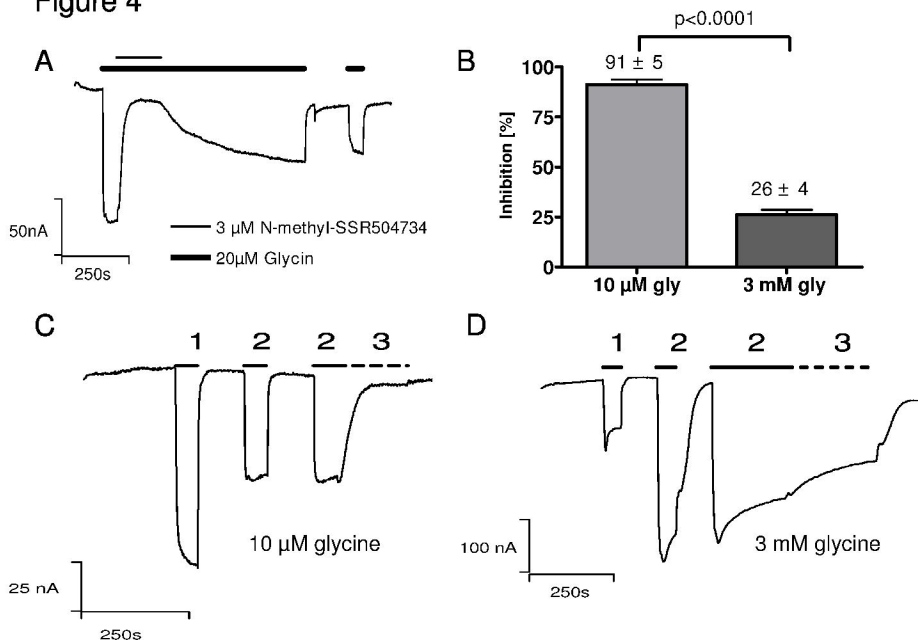 Figure 4
A
50nA
250s
3 µM N-methyl-SSR504734
20µM Glycin
B
p<0.0001
Inhibition [%]
100
75
50
25
0
91 ± 5
26 ± 4
10 µM gly
3 mM gly
C
1 2 2 3
10 µM glycine
25 nA
250s
D
1 2 2 3
3 mM glycine
100 nA
250s